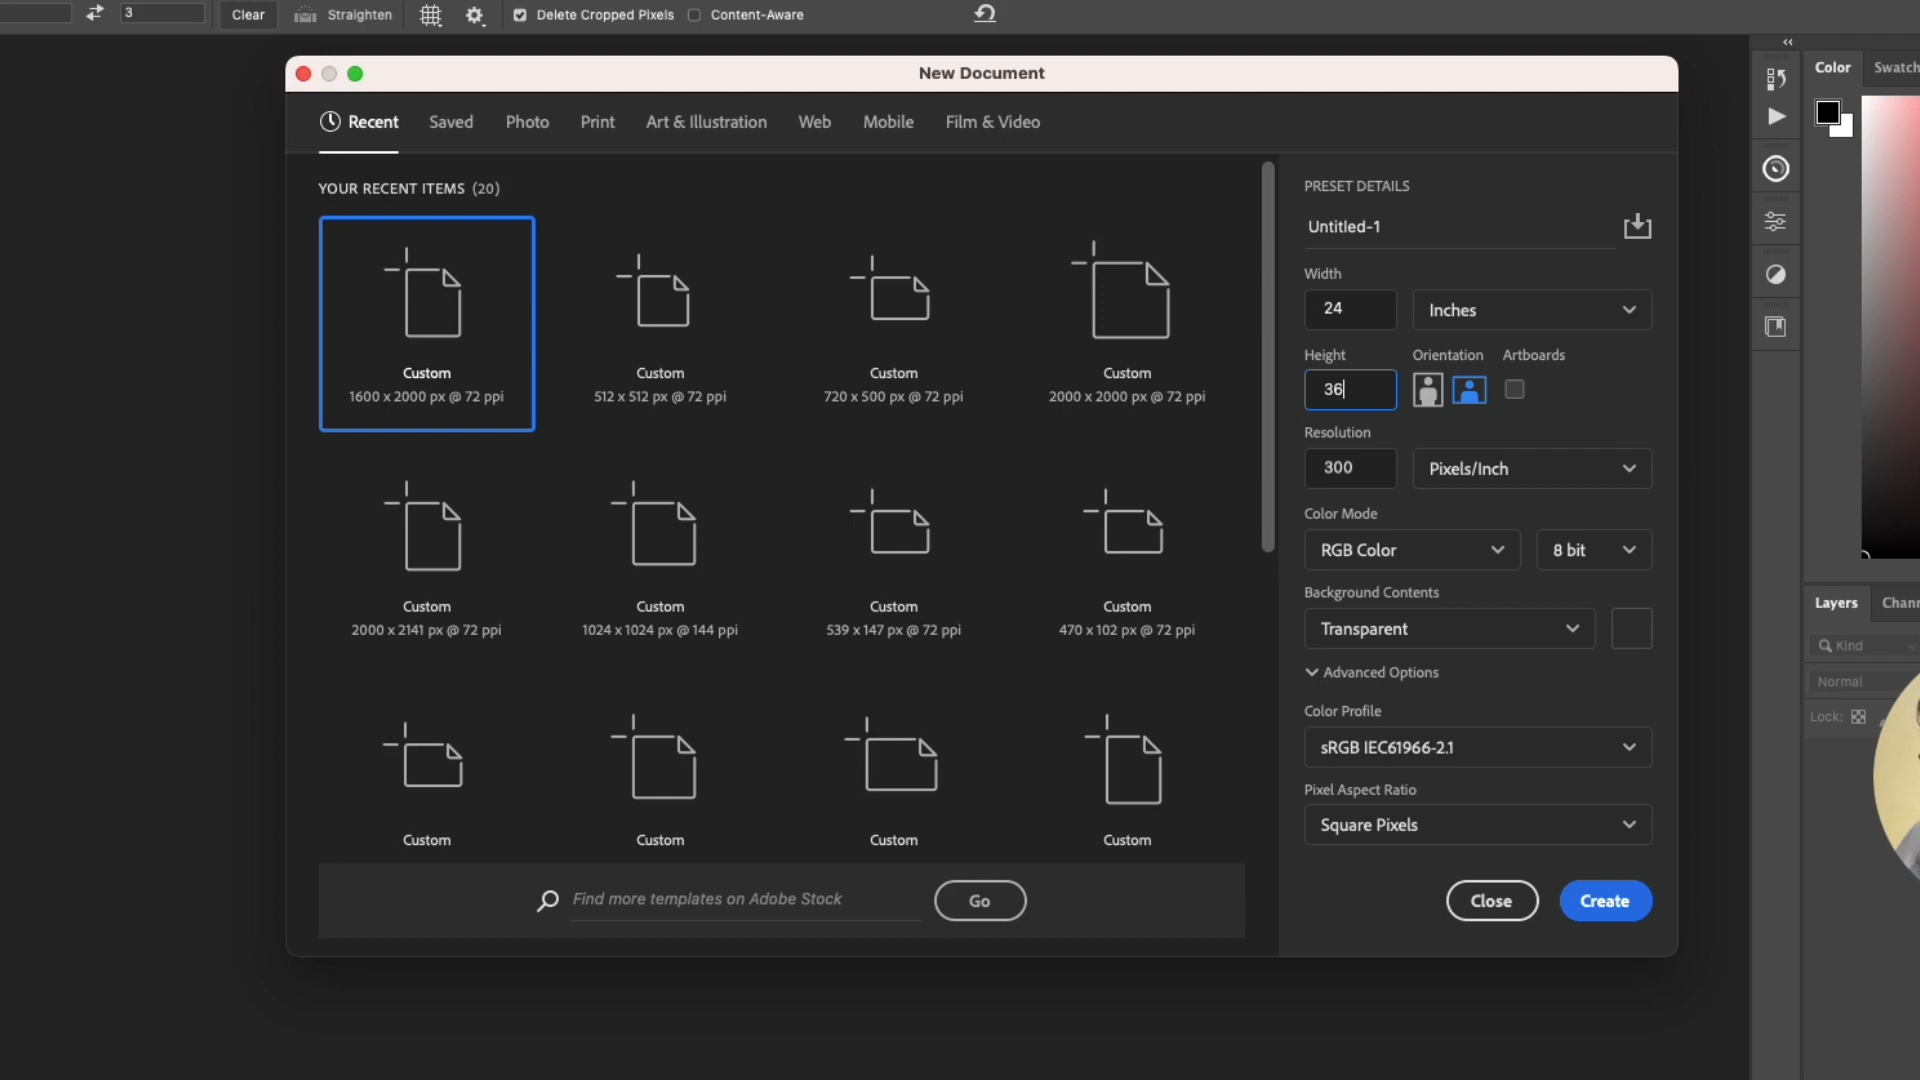 3
Clear
Straighten
Delete Cropped Pixels
Content-Aware
New Document
Recent
Saved
Photo
Print
Art & Illustration
Web
Mobile
Film & Video
YOUR RECENT ITEMS (20)
Custom
1600 x 2000 px @ 72 ppi
Custom
512 x 512 px @ 72 ppi
Custom
720 x 500 px @ 72 ppi
Custom
2000 x 2000 px @ 72 ppi
Custom
2000 x 2141 px @ 72 ppi
Custom
1024 x 1024 px @ 144 ppi
Custom
539 x 147 px @ 72 ppi
Custom
470 x 102 px @ 72 ppi
Custom
Custom
Custom
Custom
Find more templates on Adobe Stock
Go
PRESET DETAILS
Untitled-1
Width
24
Inches
Height
Orientation
Artboards
36
Resolution
300
Pixels/Inch
Color Mode
RGB Color
8 bit
Background Contents
Transparent
Advanced Options
Color Profile
sRGB IEC61966-2.1
Pixel Aspect Ratio
Square Pixels
Close
Create
Color
Swatch
Layers
Chann
Kind
Normal
Lock: